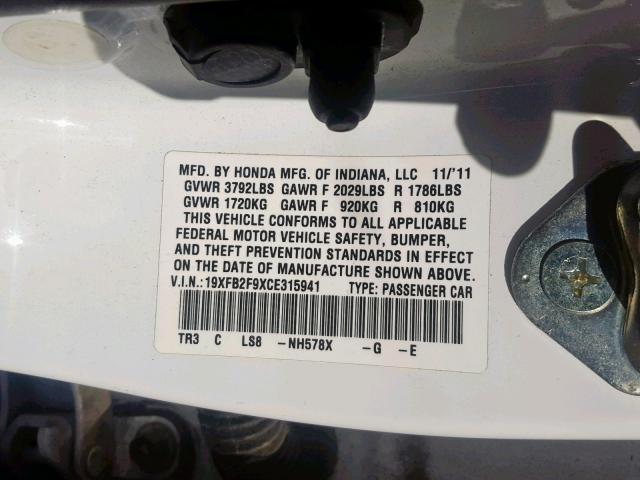 MFD. BY HONDA MFG. OF INDIANA, LLC 11/'11
GVWR 3792LBS GAWR F 2029LBS R 1786LBS
GVWR 1720KG GAWR F 920KG R 810KG
THIS VEHICLE CONFORMS TO ALL APPLICABLE
FEDERAL MOTOR VEHICLE SAFETY, BUMPER,
AND THEFT PREVENTION STANDARDS IN EFFECT
ON THE DATE OF MANUFACTURE SHOWN ABOVE.
V.I.N.:19XFB2F9XCE315941 TYPE: PASSENGER CAR
TR3 C LS8 -NH578X -G -E